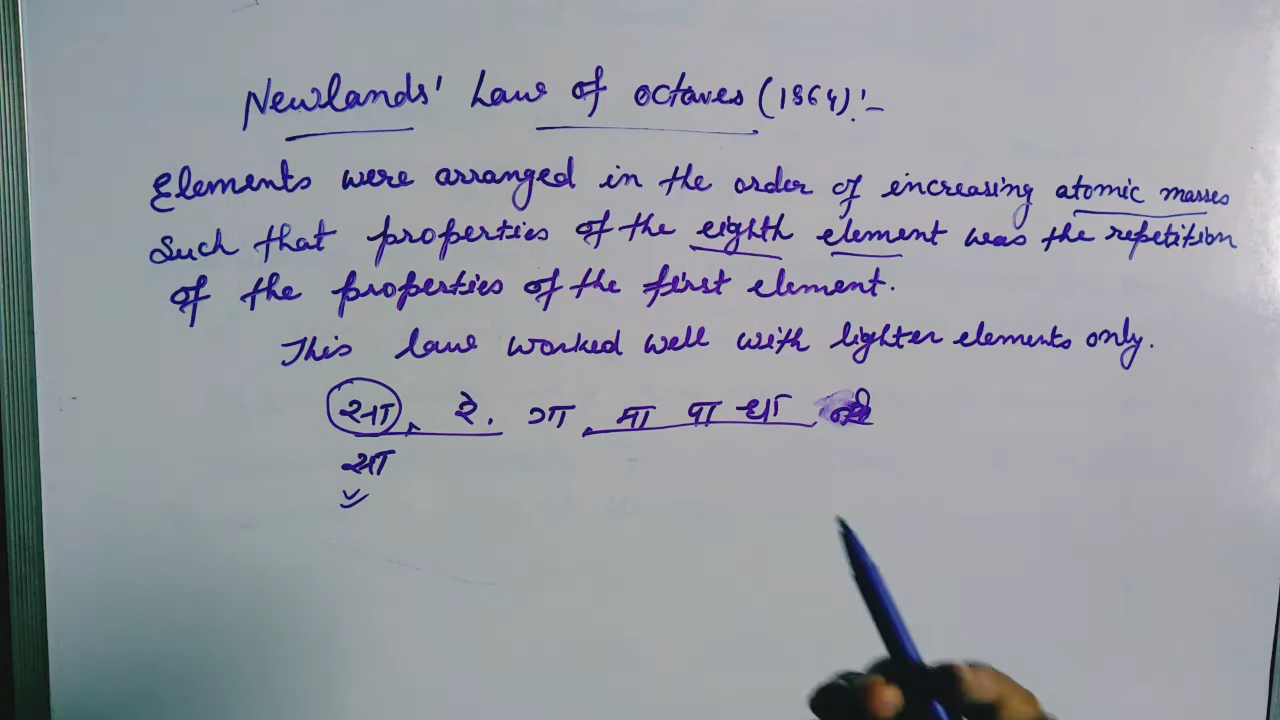 Newlands' Law of octaves (1864):-
Elements were arranged in the order of increasing atomic masses
Such that properties of the eighth element was the repetition
of the properties of the first element.
This law worked well with lighter elements only.
सा, रे. गा, मा पा धा
सा